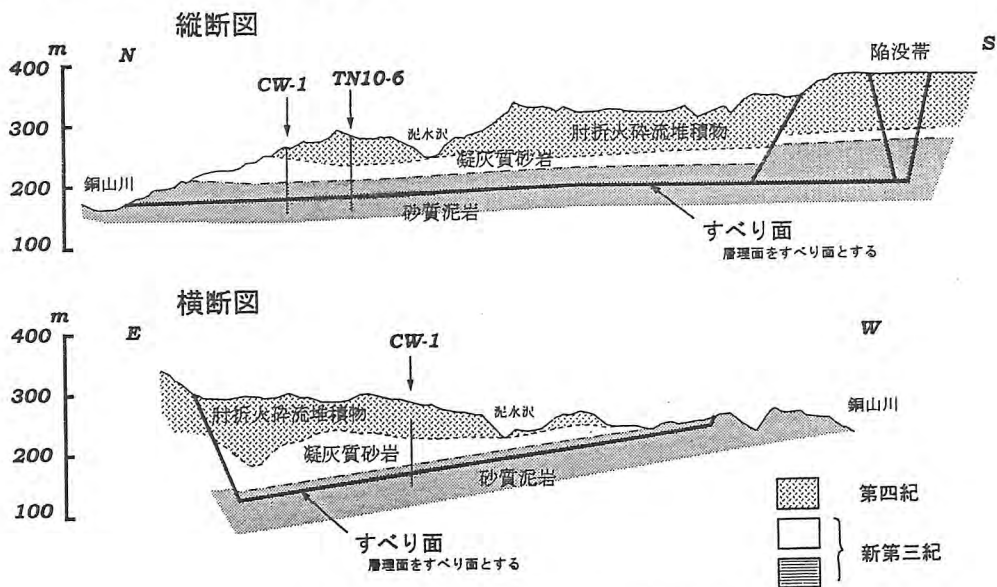 縦断図
m
N
S
400
300
200
100
CW-1
TN10-6
陥没帯
泥水沢
肘折火砕流堆積物
凝灰質砂岩
銅山川
砂質泥岩
すべり面
層理面をすべり面とする
横断図
m
E
W
400
300
200
100
CW-1
肘折火砕流堆積物
泥水沢
銅山川
凝灰質砂岩
砂質泥岩
すべり面
層理面をすべり面とする
第四紀
新第三紀